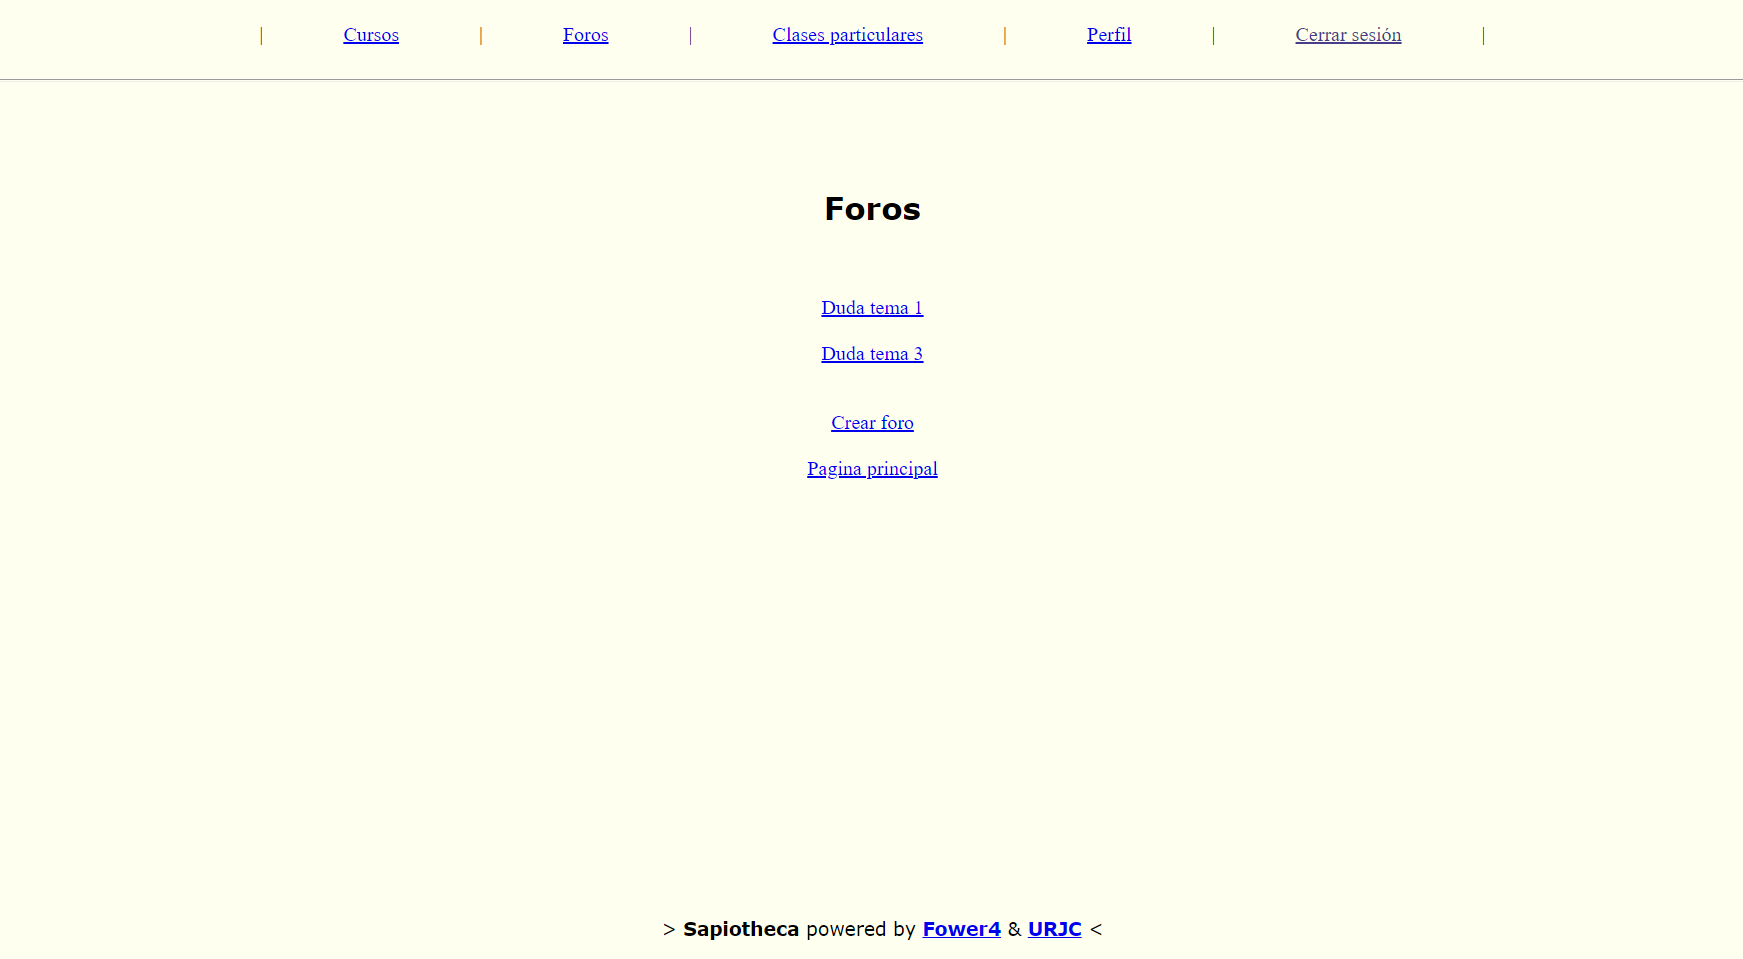 | Cursos | Foros | Clases particulares | Perfil | Cerrar sesión |
Foros
Duda tema 1
Duda tema 3
Crear foro
Pagina principal
> Sapiotheca powered by Fower4 & URJC <